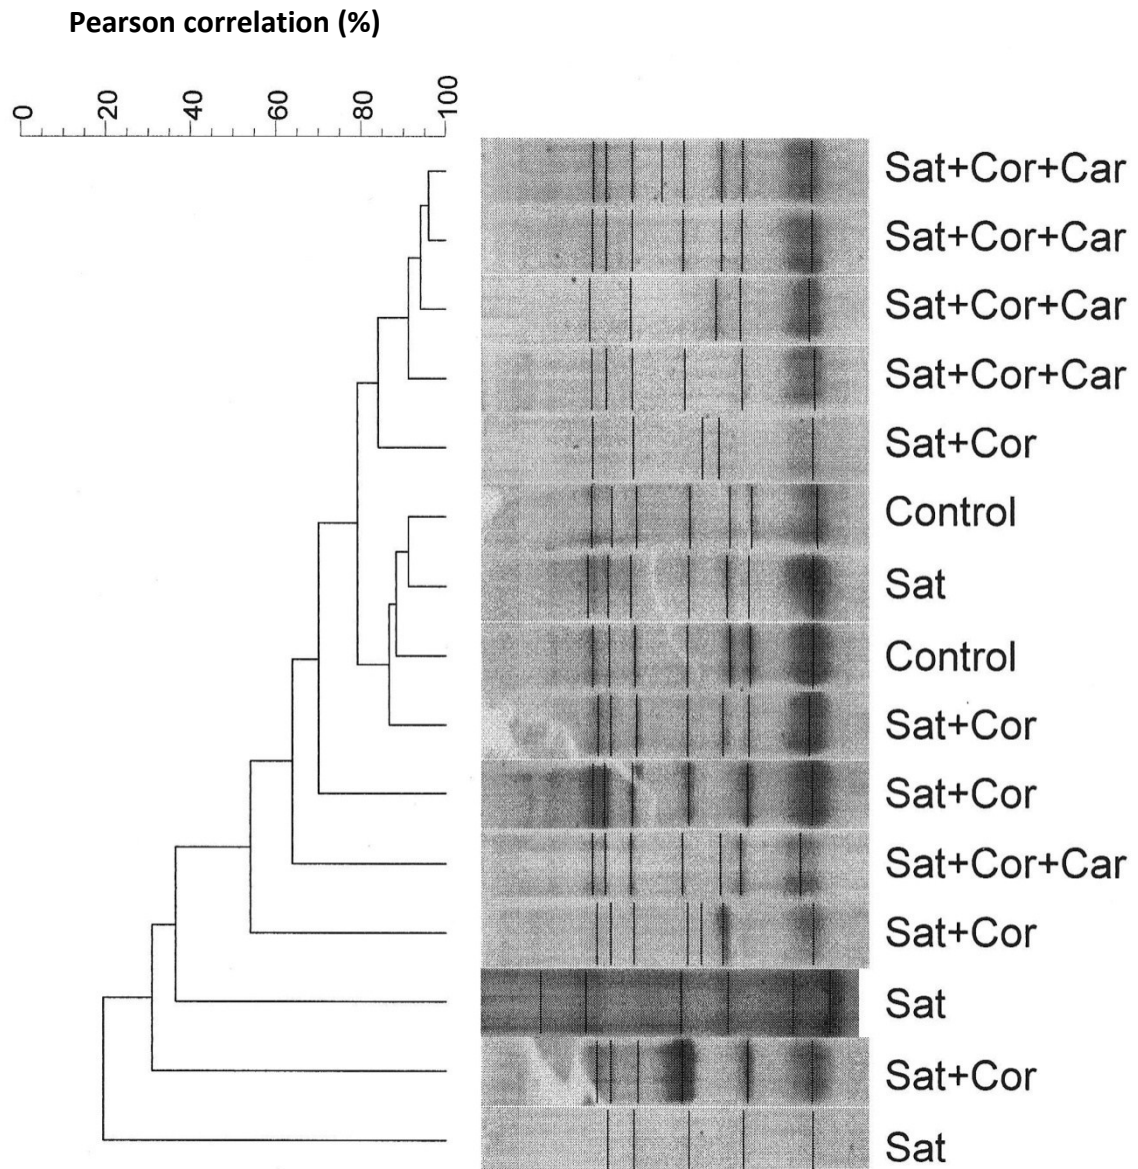 Pearson correlation (%)
0 20 40 60 80 100
Sat+Cor+Car
Sat+Cor+Car
Sat+Cor+Car
Sat+Cor+Car
Sat+Cor
Control
Sat
Control
Sat+Cor
Sat+Cor
Sat+Cor+Car
Sat+Cor
Sat
Sat+Cor
Sat